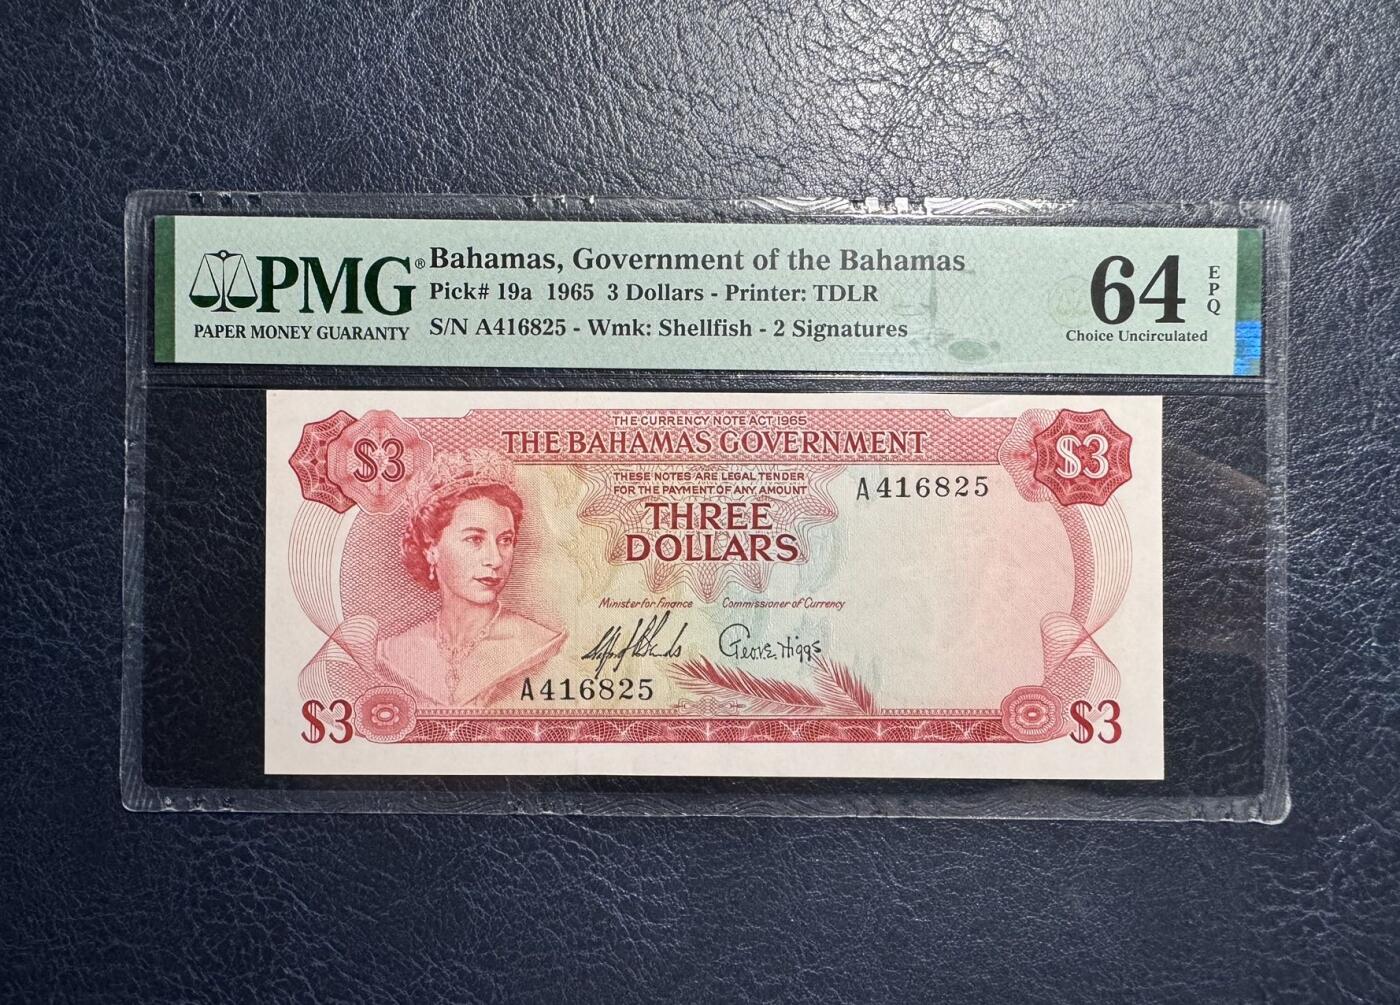 PMG®
PAPER MONEY GUARANTY
Bahamas, Government of the Bahamas
Pick# 19a 1965 3 Dollars - Printer: TDLR
S/N A416825 - Wmk: Shellfish - 2 Signatures
64
EPQ
Choice Uncirculated
THE CURRENCY NOTE ACT 1965
THE BAHAMAS GOVERNMENT
$3
$3
THESE NOTES ARE LEGAL TENDER
FOR THE PAYMENT OF ANY AMOUNT
A416825
THREE
DOLLARS
Minister for Finance
Commissioner of Currency
Geo. E. Higgs
A416825
$3
$3